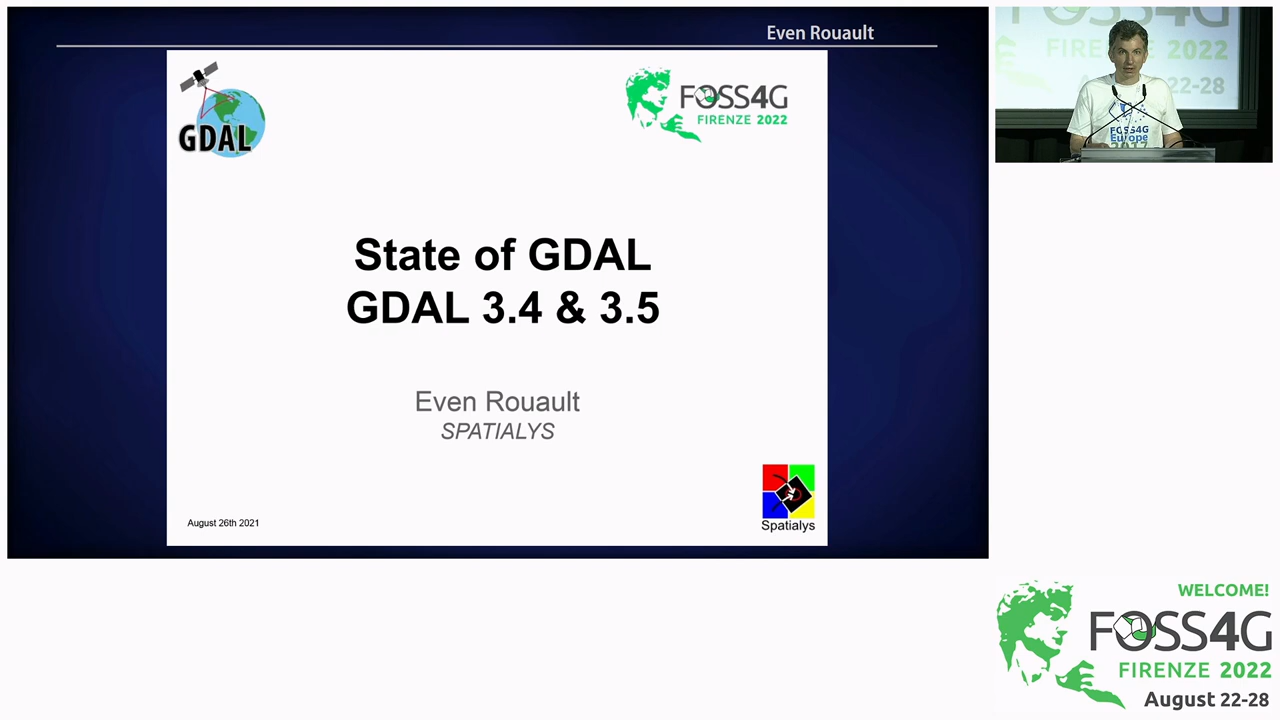 Even Rouault
GDAL
FOSS4G
FIRENZE 2022
State of GDAL
GDAL 3.4 & 3.5
Even Rouault
SPATIALYS
August 26th 2021
Spatialys
FOSS4G
FIRENZE 2022
22-28
FOSS4G
Europe
2017
WELCOME!
FOSS4G
FIRENZE 2022
August 22-28